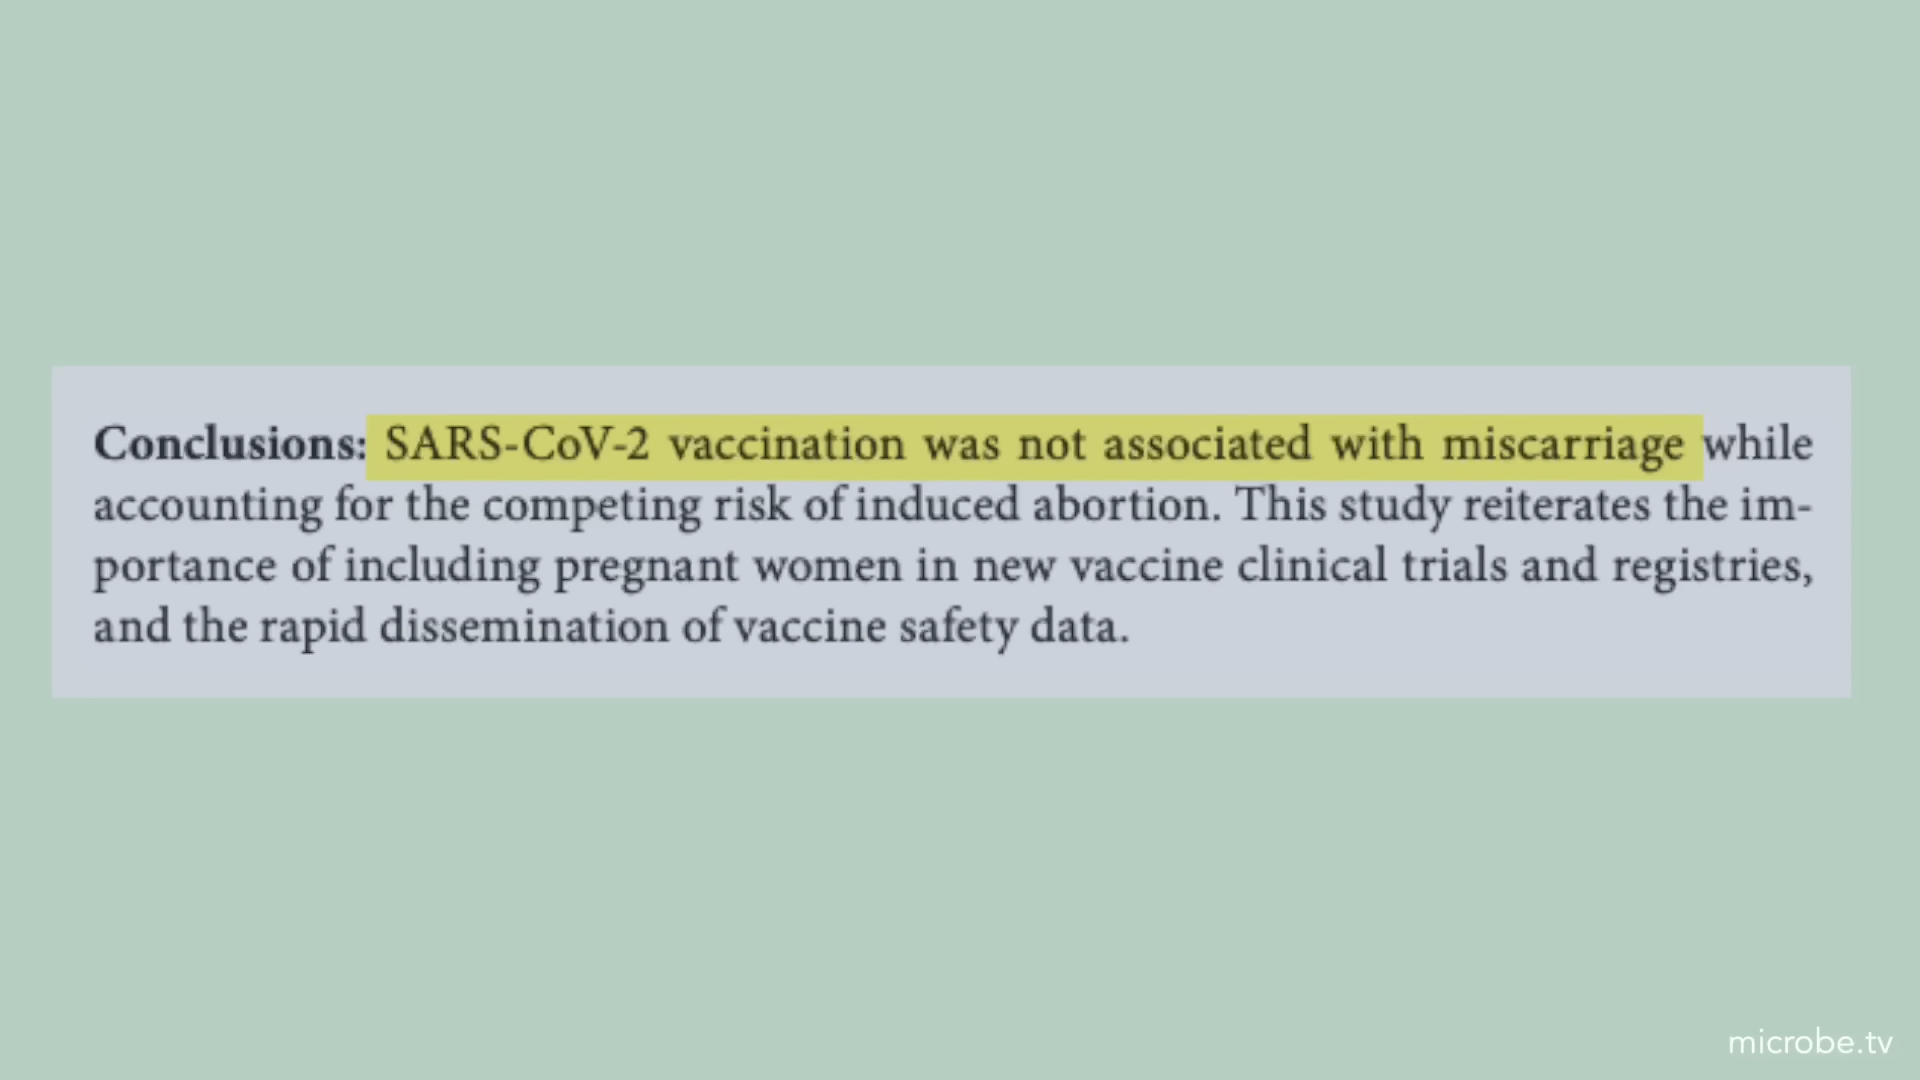 Conclusions: SARS-CoV-2 vaccination was not associated with miscarriage while
accounting for the competing risk of induced abortion. This study reiterates the im-
portance of including pregnant women in new vaccine clinical trials and registries,
and the rapid dissemination of vaccine safety data.
microbe.tv